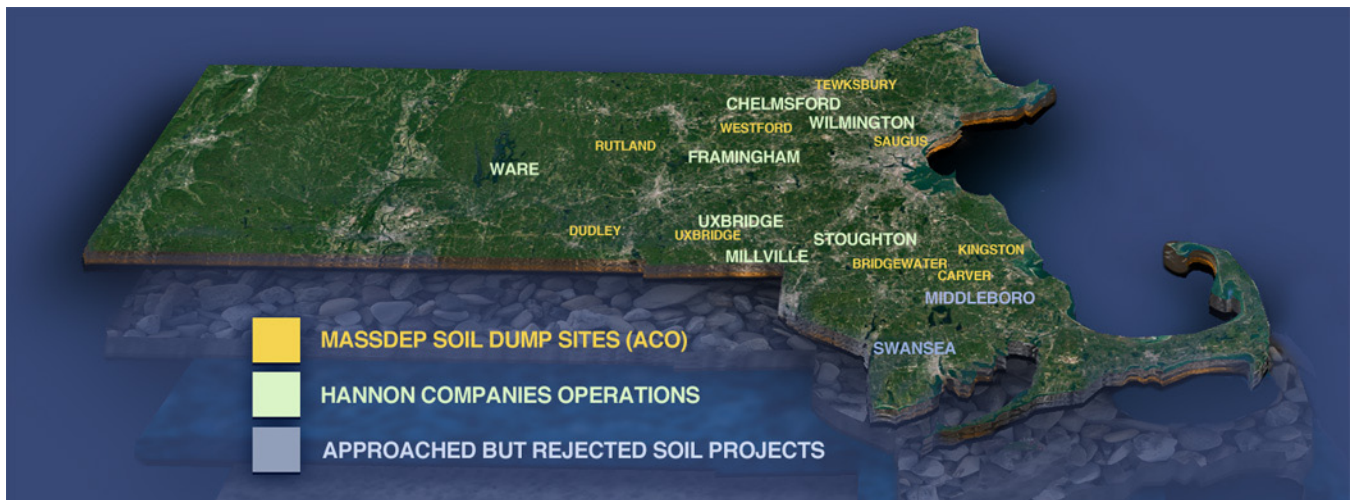 TEWKSBURY
CHELMSFORD
WILMINGTON
WESTFORD
SAUGUS
RUTLAND
FRAMINGHAM
WARE
UXBRIDGE
DUDLEY
UXBRIDGE
STOUGHTON
KINGSTON
MILLVILLE
BRIDGEWATER
CARVER
MIDDLEBORO
SWANSEA
MASSDEP SOIL DUMP SITES (ACO)
HANNON COMPANIES OPERATIONS
APPROACHED BUT REJECTED SOIL PROJECTS